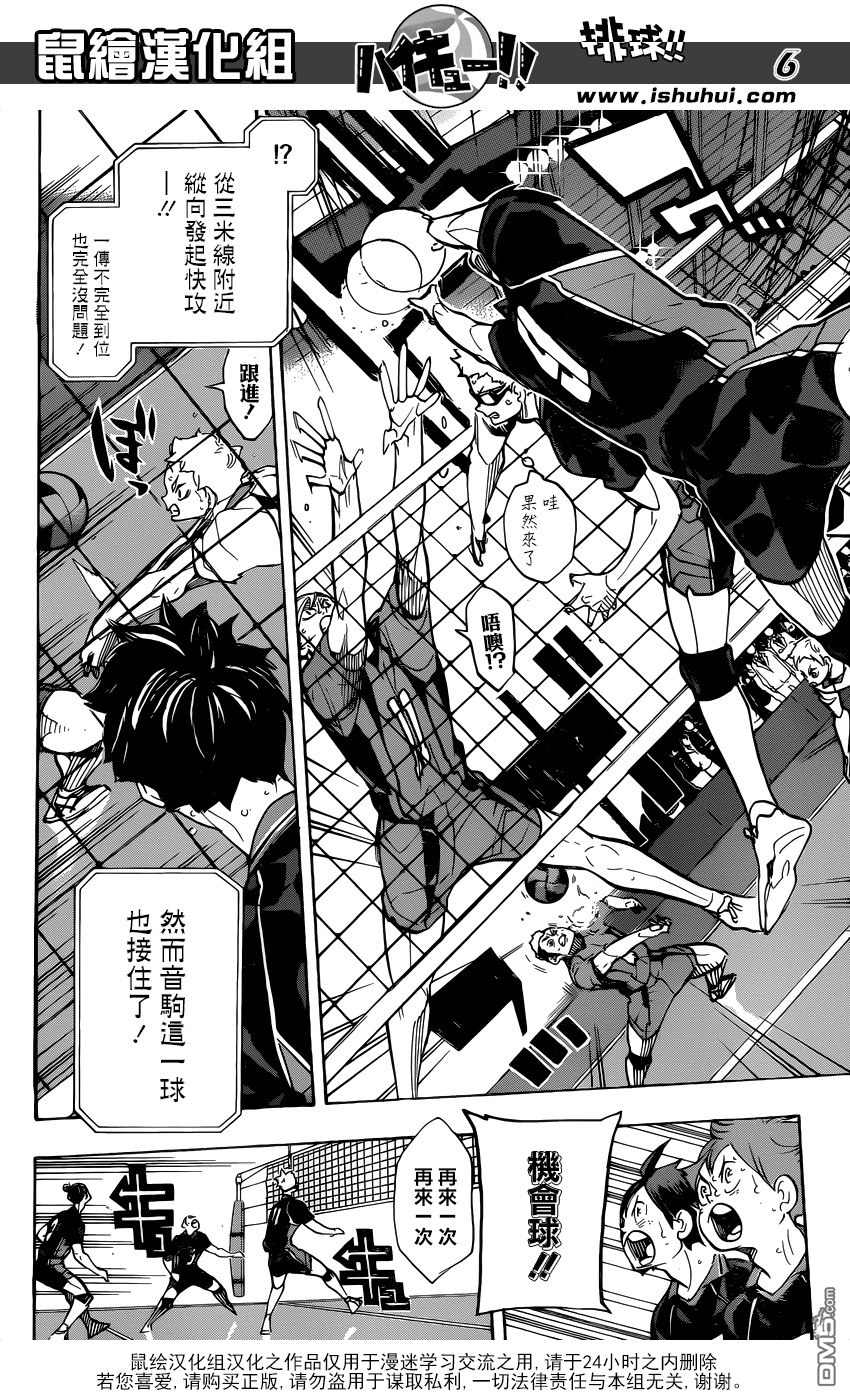 鼠繪漢化組
ハイキュー!!
排球!!
6
www.ishuhui.com
!?
從三米線附近
縱向發起快攻
—!!
一傳不完全到位
也完全沒問題!
跟進!
ぼっ
哇
果然來了
唔噢!?
然而音駒這一球
也接住了!
機會球!!
再來一次
再來一次
鼠绘汉化组汉化之作品仅用于漫迷学习交流之用, 请于24小时之内删除
若您喜爱, 请购买正版, 请勿用于谋取私利, 一切法律责任与本组无关, 谢谢。
DM5.com